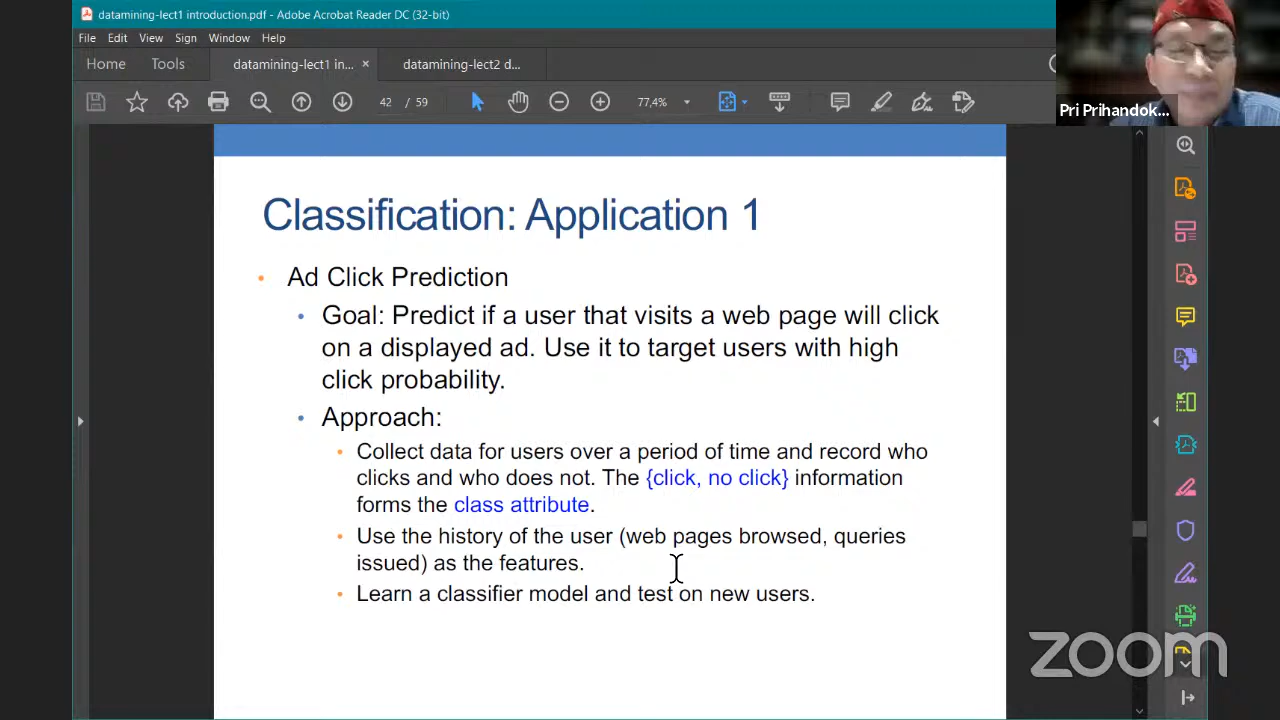 datamining-lect1 introduction.pdf - Adobe Acrobat Reader DC (32-bit)
File Edit View Sign Window Help
Home Tools datamining-lect1 in... × datamining-lect2 d...
42 / 59 77,4%
Pri Prihandok...
Classification: Application 1
• Ad Click Prediction
• Goal: Predict if a user that visits a web page will click
on a displayed ad. Use it to target users with high
click probability.
• Approach:
• Collect data for users over a period of time and record who
clicks and who does not. The {click, no click} information
forms the class attribute.
• Use the history of the user (web pages browsed, queries
issued) as the features.
• Learn a classifier model and test on new users.
zoom